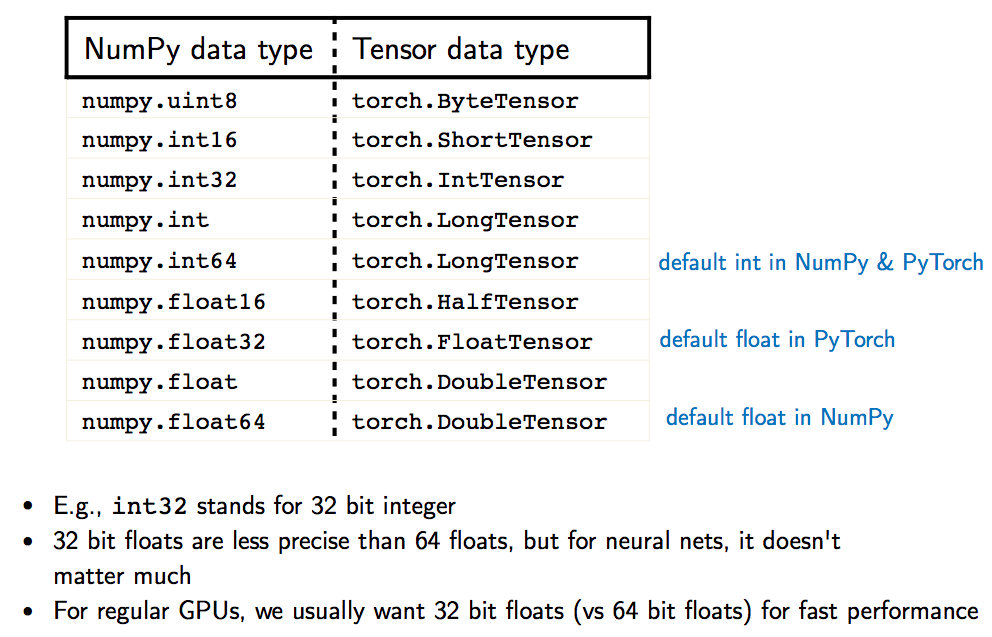 NumPy data type Tensor data type
numpy.uint8 torch.ByteTensor
numpy.int16 torch.ShortTensor
numpy.int32 torch.IntTensor
numpy.int torch.LongTensor
numpy.int64 torch.LongTensor default int in NumPy & PyTorch
numpy.float16 torch.HalfTensor
numpy.float32 torch.FloatTensor default float in PyTorch
numpy.float torch.DoubleTensor
numpy.float64 torch.DoubleTensor default float in NumPy
• E.g., int32 stands for 32 bit integer
• 32 bit floats are less precise than 64 floats, but for neural nets, it doesn't
matter much
• For regular GPUs, we usually want 32 bit floats (vs 64 bit floats) for fast performance